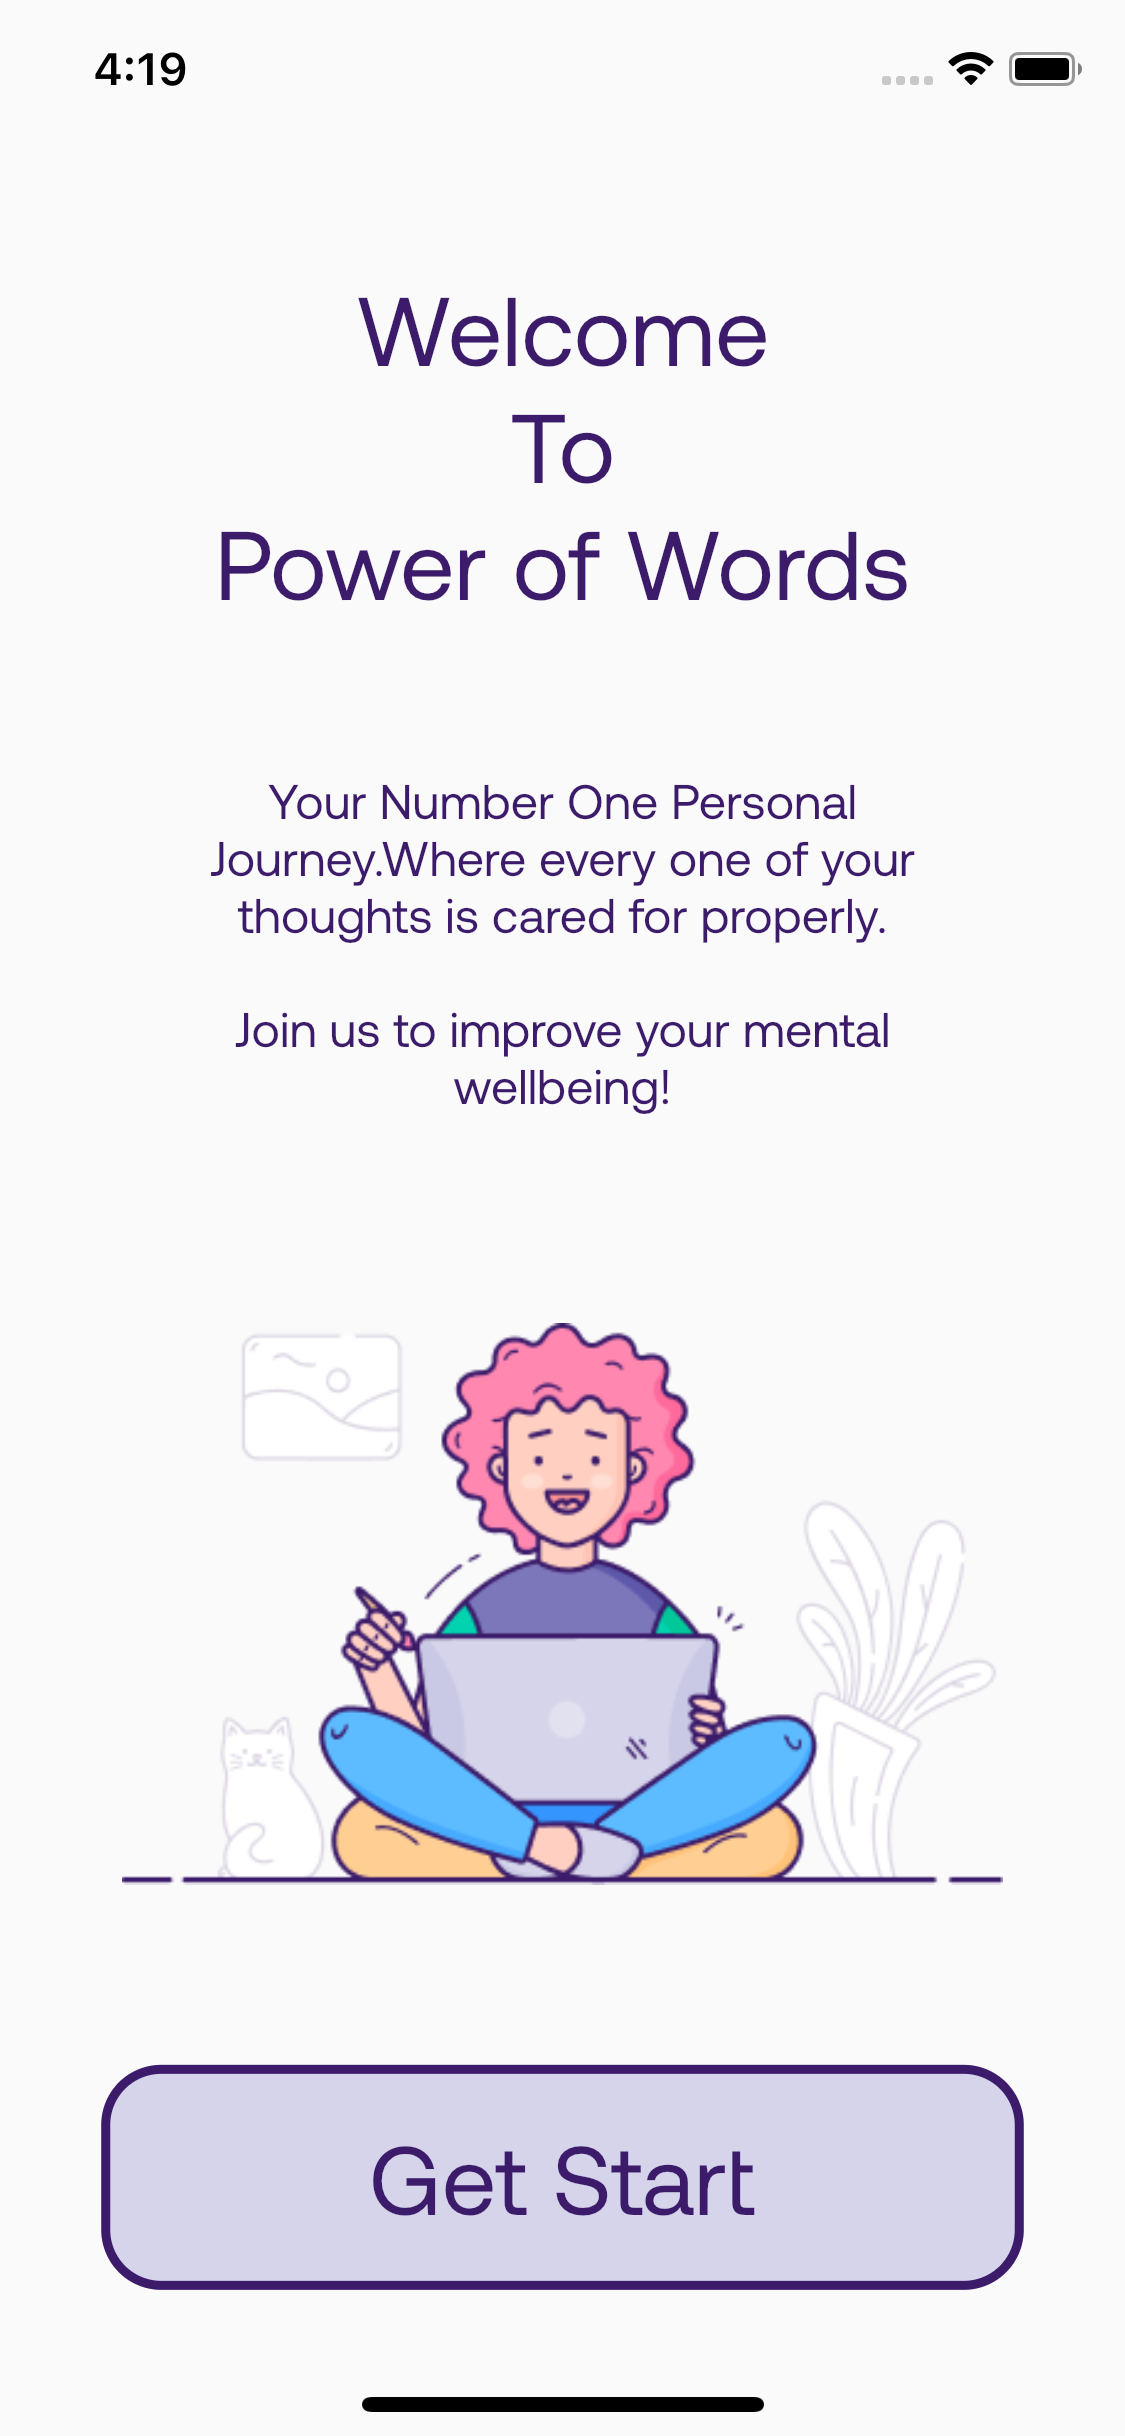 4:19
Welcome
To
Power of Words
Your Number One Personal
Journey.Where every one of your
thoughts is cared for properly.
Join us to improve your mental
wellbeing!
Get Start